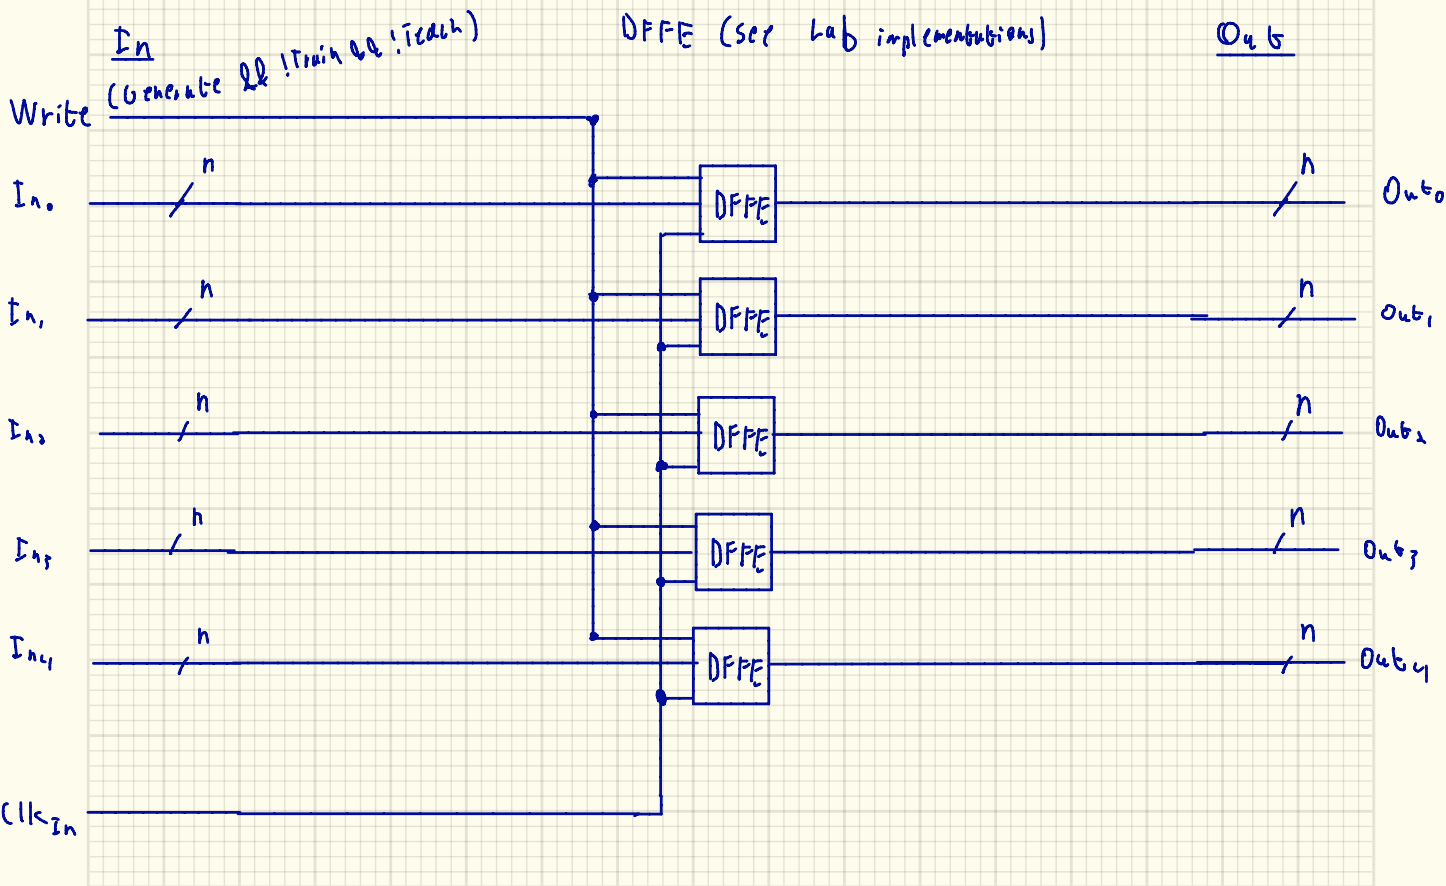 In DFFE (see Lab implementations) Out
(Generate && !Train && !Teach)
Write
n n
In₀ DFFE Out₀
n n
In₁ DFFE Out₁
n n
In₂ DFFE Out₂
n n
In₃ DFFE Out₃
n n
In₄ DFFE Out₄
Clk_In